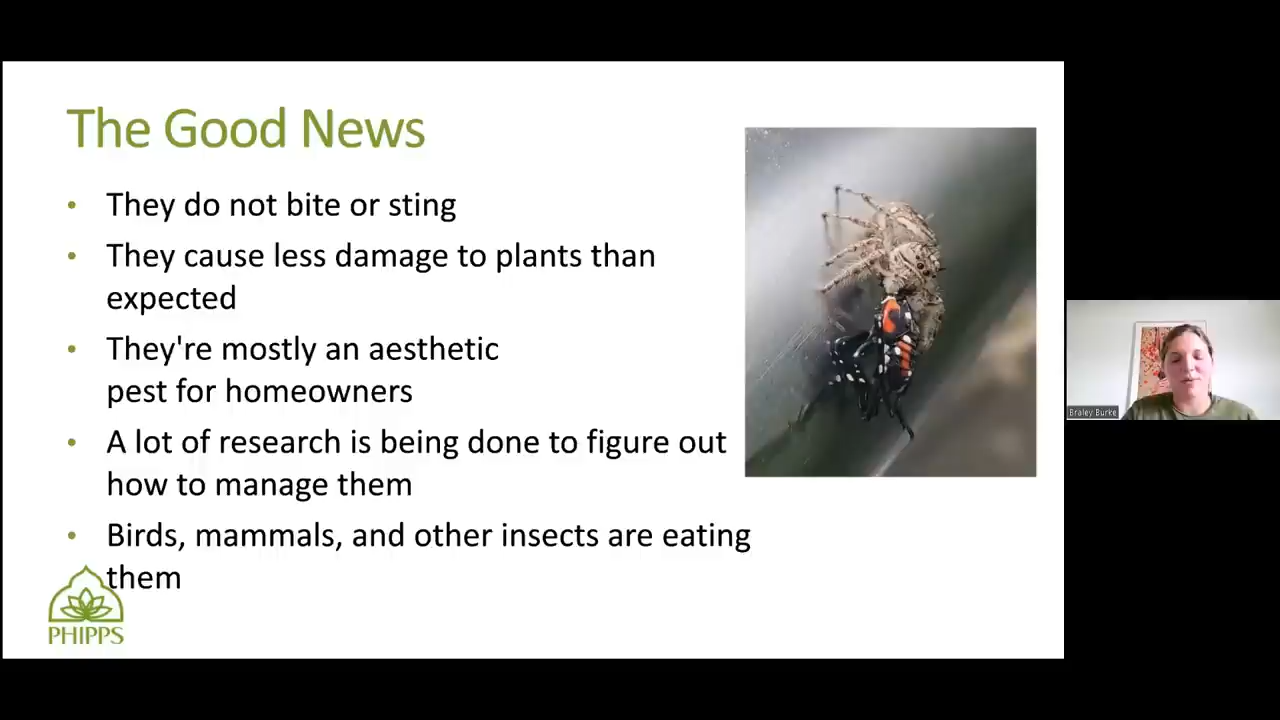 The Good News
• They do not bite or sting
• They cause less damage to plants than
expected
• They're mostly an aesthetic
pest for homeowners
• A lot of research is being done to figure out
how to manage them
• Birds, mammals, and other insects are eating
them
PHIPPS
Braley Burke